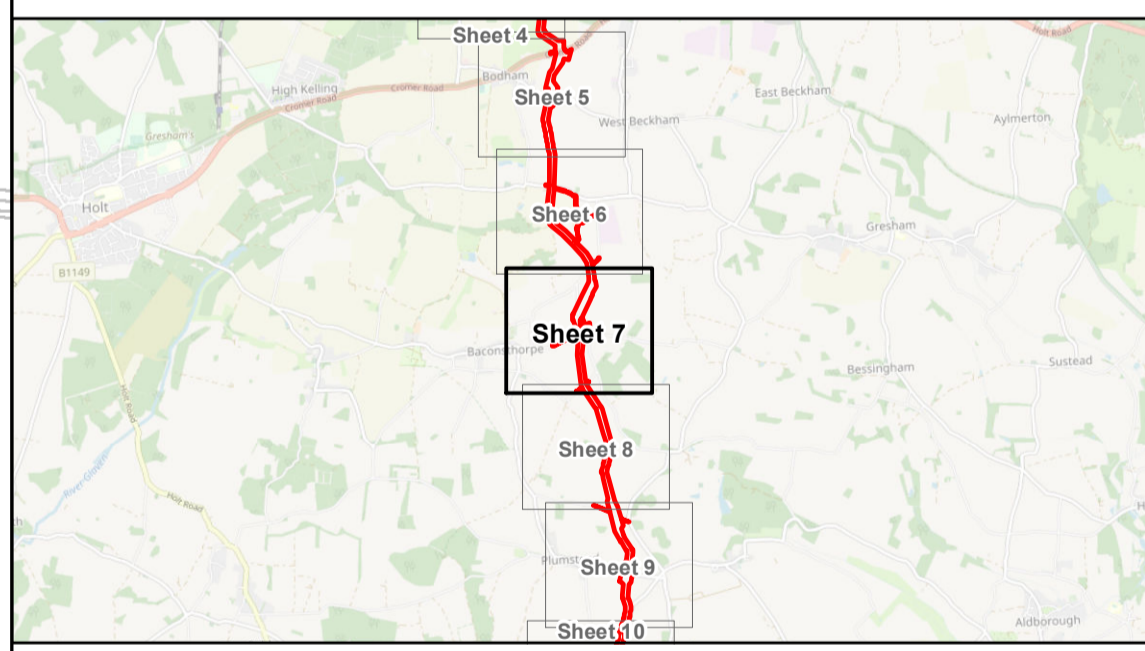 Sheet 4
Holt Road
Road
Bodham
High Kelling
Cromer Road
Cromer Road
East Beckham
Sheet 5
West Beckham
Aylmerton
Gresham's
Holt
Sheet 6
Gresham
B1149
Sheet 7
Baconsthorpe
Sustead
Bessingham
Holt Road
Sheet 8
River Glaven
Holt Road
Plumst
Sheet 9
Sheet 10
Aldborough